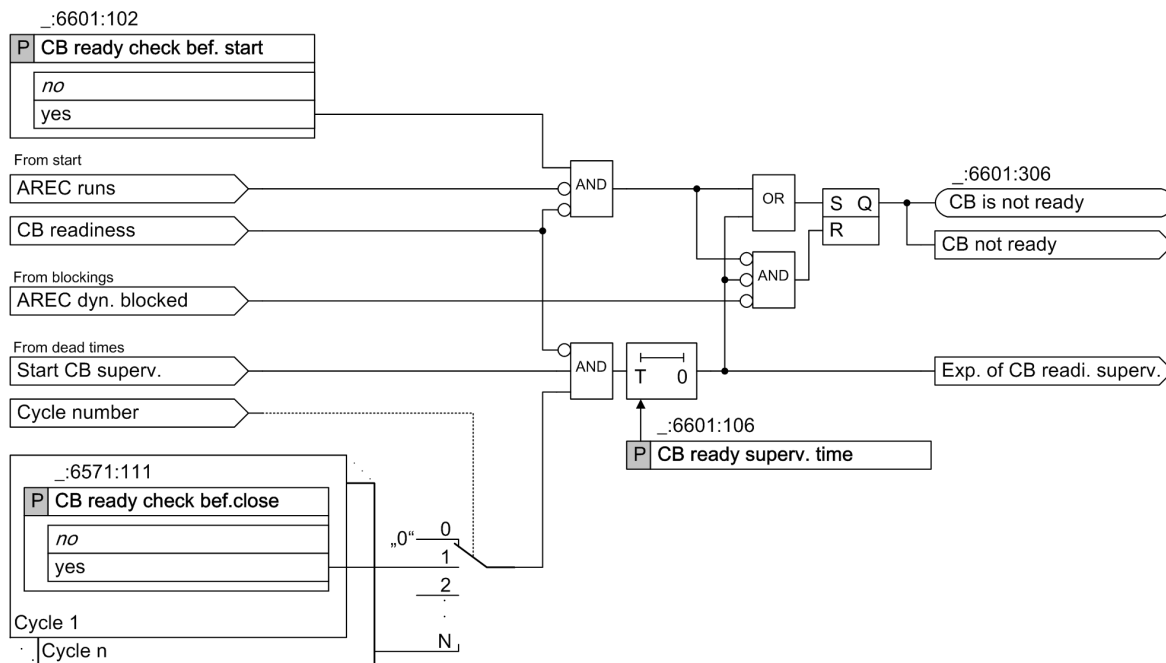 _:6601:102
P CB ready check bef. start
no
yes
From start
AREC runs
CB readiness
From blockings
AREC dyn. blocked
From dead times
Start CB superv.
Cycle number
AND
OR
S Q
R
_:6601:306
CB is not ready
CB not ready
AND
AND
T 0
Exp. of CB readi. superv.
_:6601:106
P CB ready superv. time
_:6571:111
P CB ready check bef.close
no
yes
Cycle 1
Cycle n
„0“ 0
1
2
N